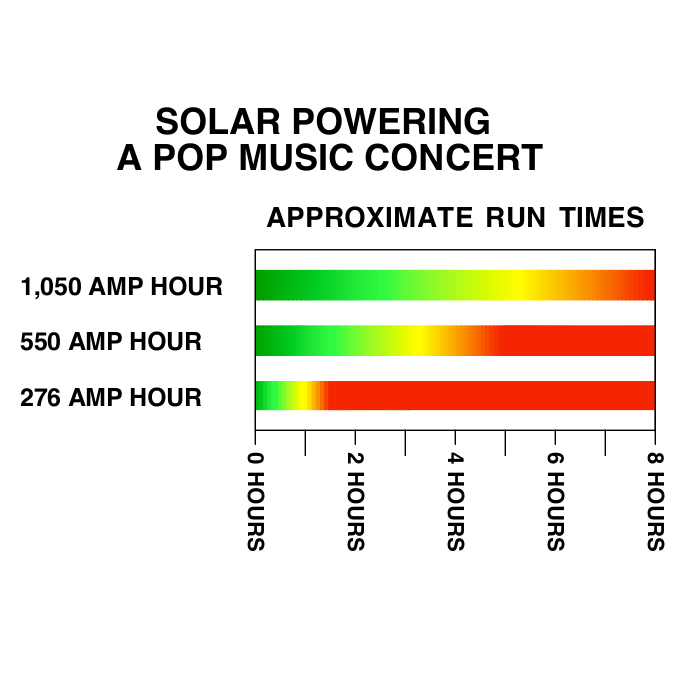 SOLAR POWERING
A POP MUSIC CONCERT
APPROXIMATE RUN TIMES
1,050 AMP HOUR
550 AMP HOUR
276 AMP HOUR
0 HOURS
2 HOURS
4 HOURS
6 HOURS
8 HOURS